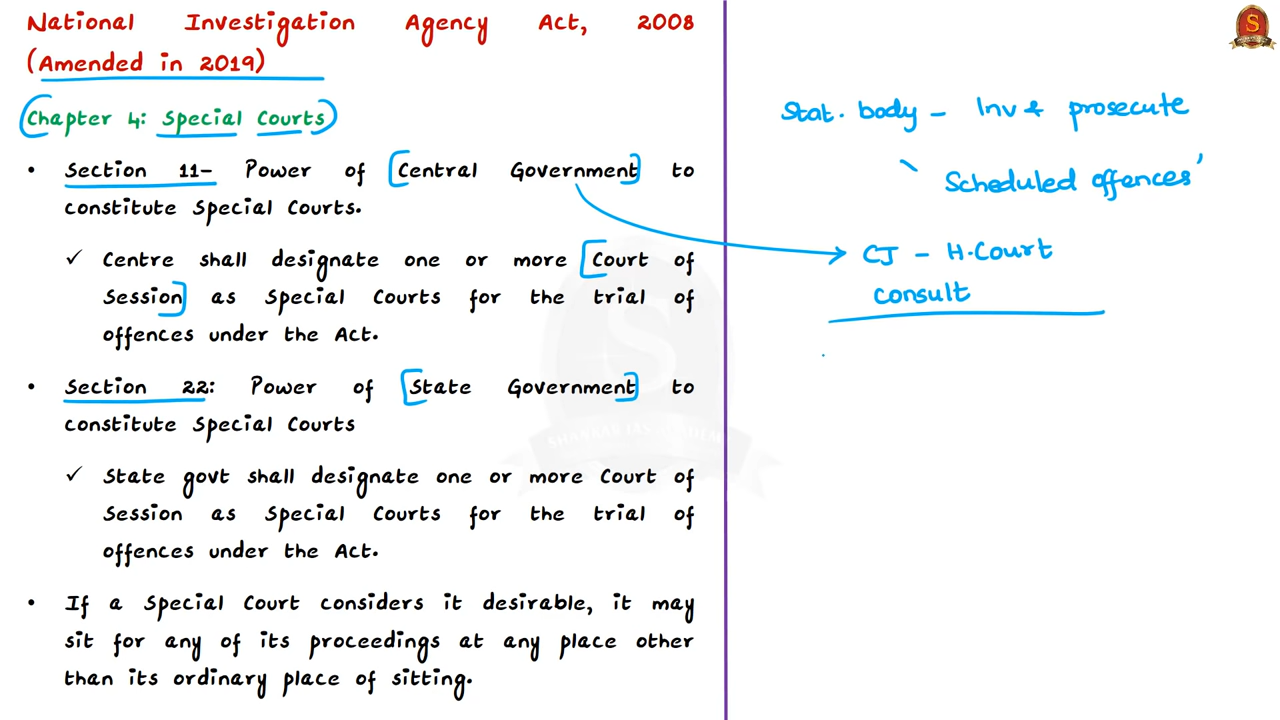 National Investigation Agency Act, 2008
(Amended in 2019)
Chapter 4: Special Courts
• Section 11- Power of [Central Government] to
constitute Special Courts.
✓ Centre shall designate one or more [Court of
Session] as Special Courts for the trial of
offences under the Act.
• Section 22: Power of [State Government] to
constitute Special Courts
✓ State govt shall designate one or more Court of
Session as Special Courts for the trial of
offences under the Act.
• If a Special Court considers it desirable, it may
sit for any of its proceedings at any place other
than its ordinary place of sitting.
Stat. body - Inv & prosecute
Scheduled offences'
CJ - H.Court
consult
S
SHANKAR IAS ACADEMY